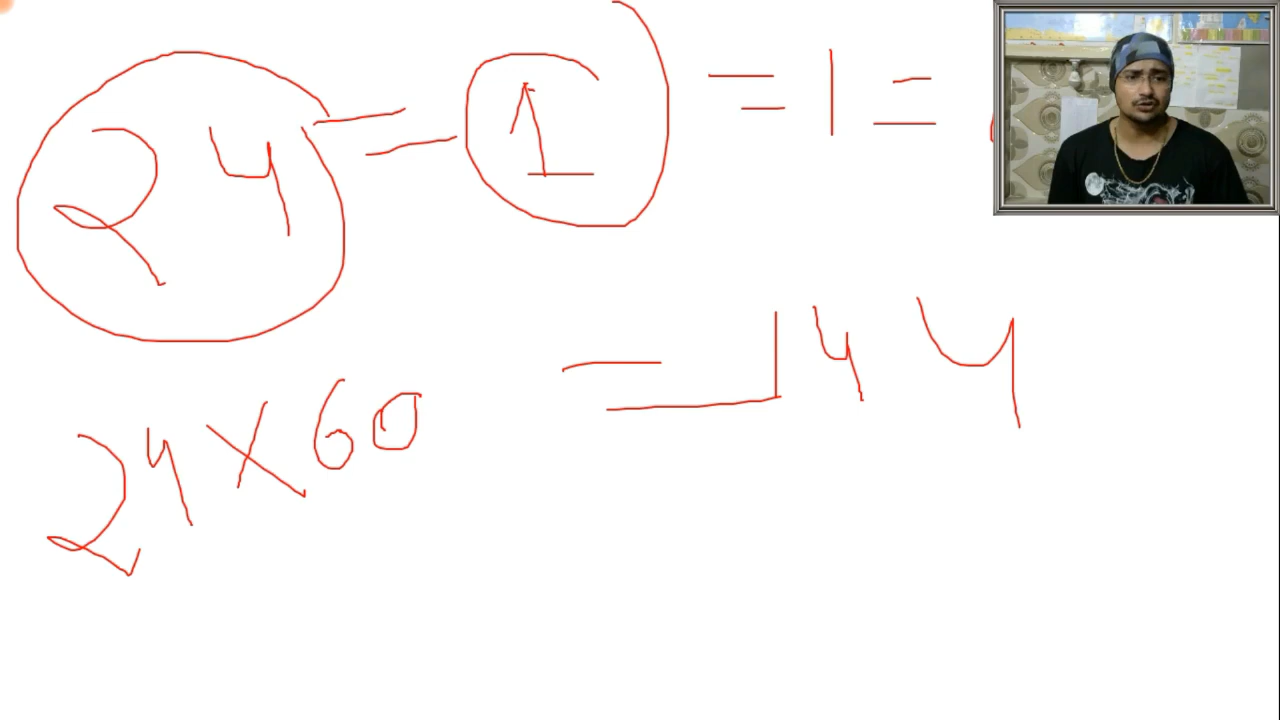 24 = 1 = 1 =
24 × 60 = 144